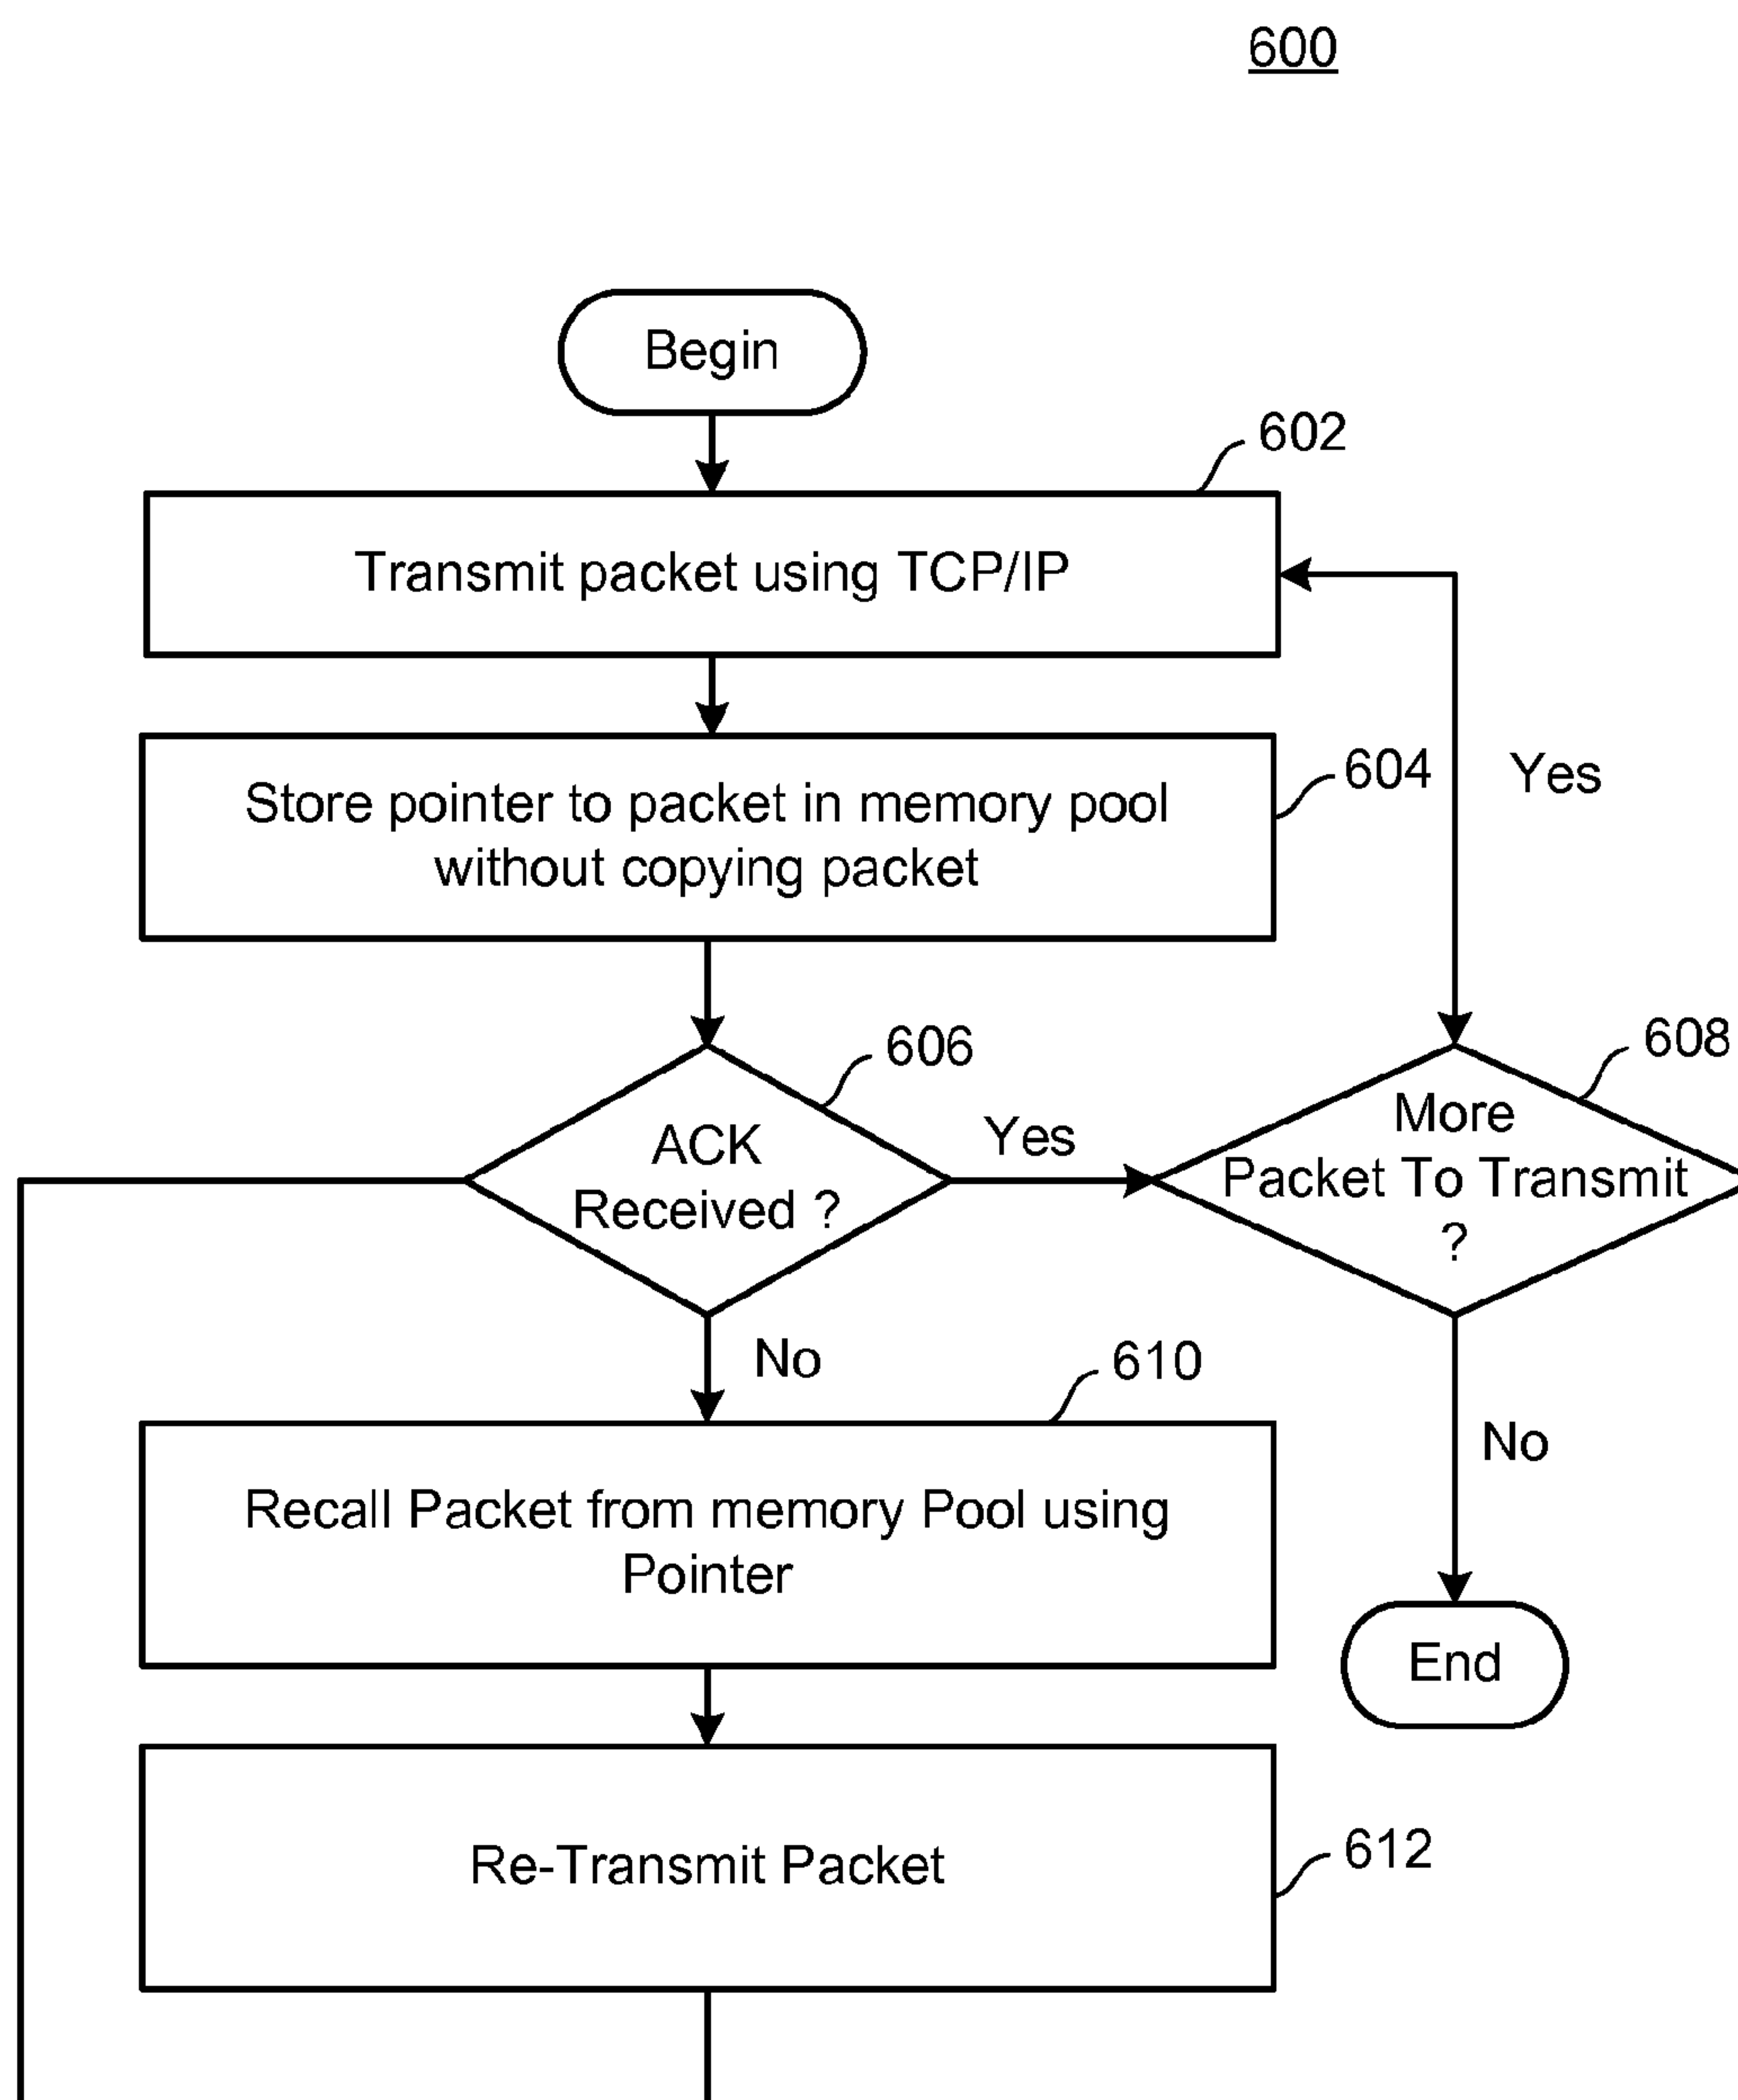 600
Begin
602
Transmit packet using TCP/IP
604
Store pointer to packet in memory pool
without copying packet
Yes
606
608
ACK
Received ?
Yes
More
Packet To Transmit
?
No
610
No
Recall Packet from memory Pool using
Pointer
End
Re-Transmit Packet
612